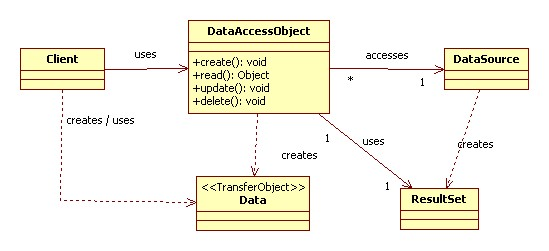 DataAccessObject
Client
uses
+create(): void
+read(): Object
+update(): void
+delete(): void
accesses
*
1
DataSource
creates / uses
1
uses
creates
creates
<<TransferObject>>
Data
1
ResultSet